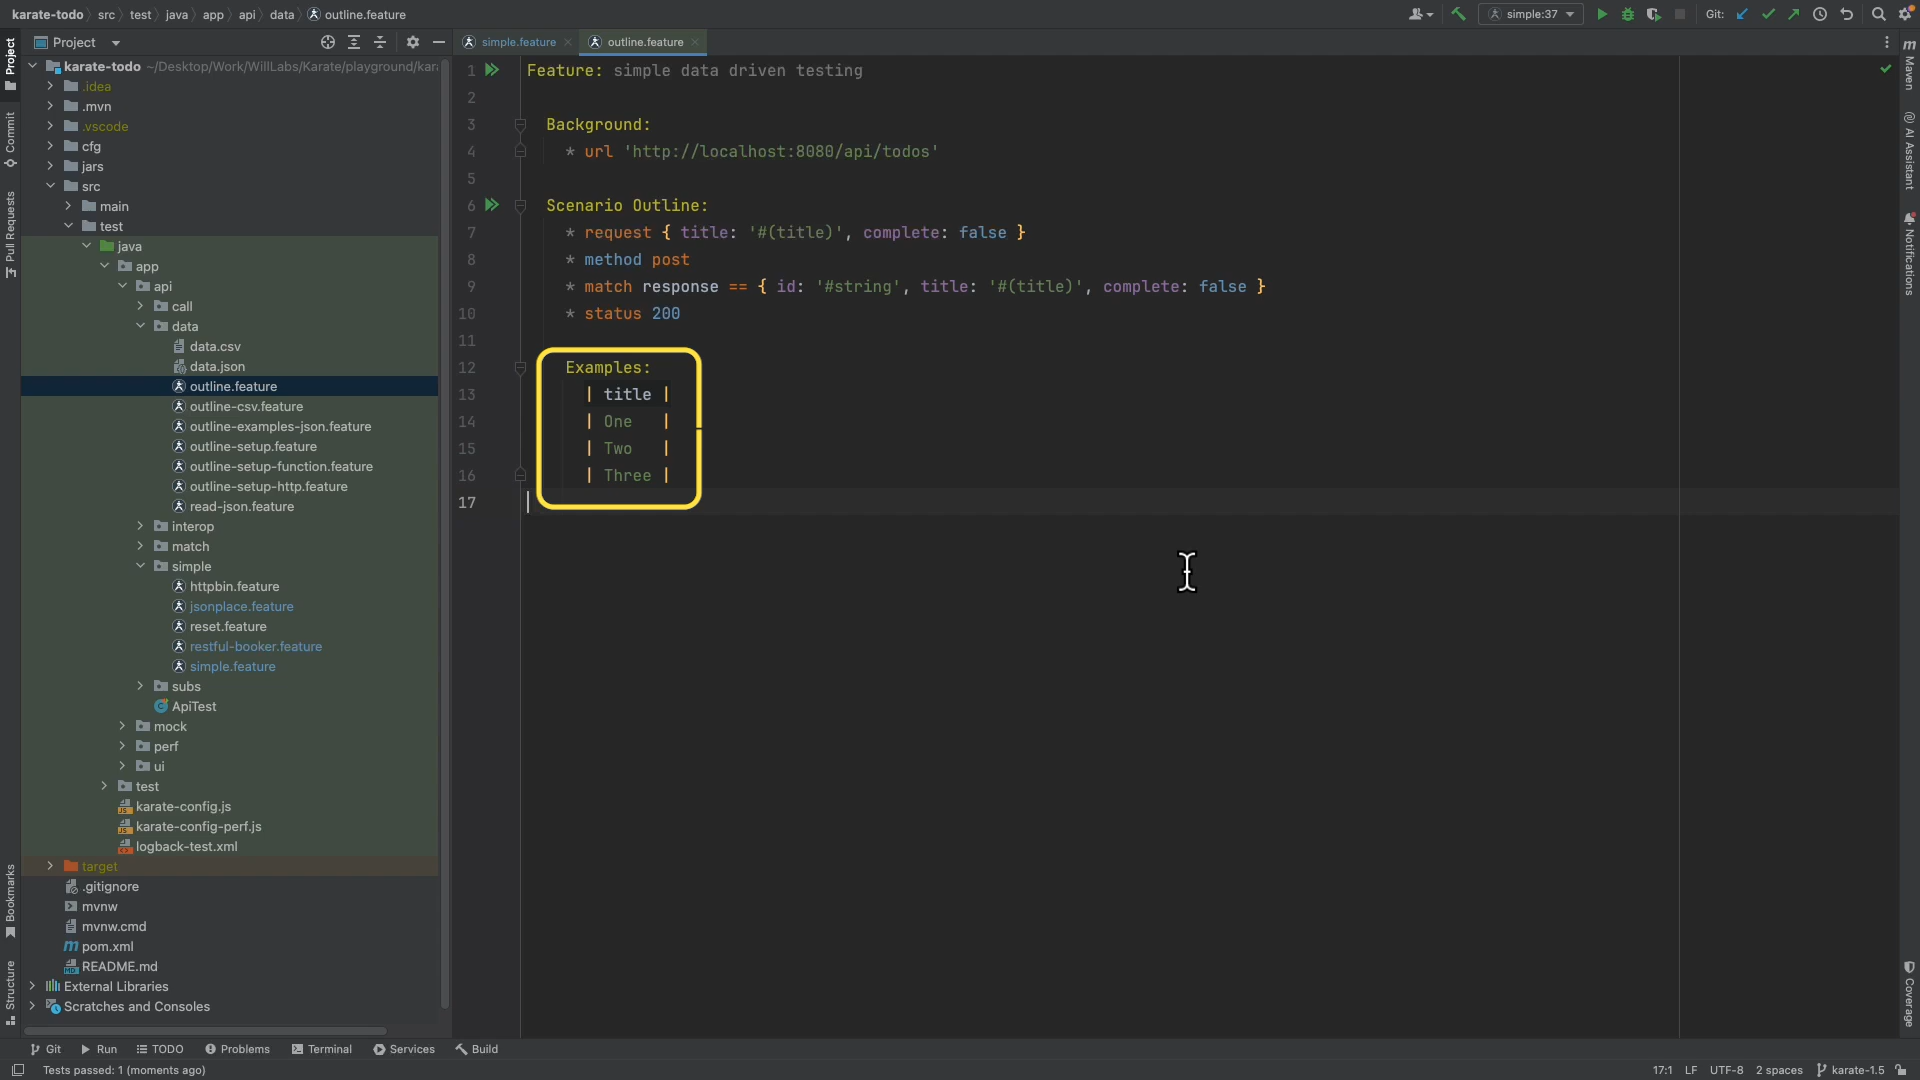 karate-todo src test java app api data outline.feature
simple:37
Git:
Project
simple.feature
outline.feature
karate-todo ~/Desktop/Work/WillLabs/Karate/playground/kar
.idea
.mvn
.vscode
cfg
jars
src
main
test
java
app
api
call
data
data.csv
data.json
outline.feature
outline-csv.feature
outline-examples-json.feature
outline-setup.feature
outline-setup-function.feature
outline-setup-http.feature
read-json.feature
interop
match
simple
httpbin.feature
jsonplace.feature
reset.feature
restful-booker.feature
simple.feature
subs
ApiTest
mock
perf
ui
test
karate-config.js
karate-config-perf.js
logback-test.xml
target
.gitignore
mvnw
mvnw.cmd
pom.xml
README.md
External Libraries
Scratches and Consoles
1 Feature: simple data driven testing
2
3 Background:
4 * url 'http://localhost:8080/api/todos'
5
6 Scenario Outline:
7 * request { title: '#(title)', complete: false }
8 * method post
9 * match response == { id: '#string', title: '#(title)', complete: false }
10 * status 200
11
12 Examples:
13 | title |
14 | One |
15 | Two |
16 | Three |
17
Project
Commit
Pull Requests
Bookmarks
Structure
Maven
AI Assistant
Notifications
Coverage
Git Run TODO Problems Terminal Services Build
Tests passed: 1 (moments ago)
17:1 LF UTF-8 2 spaces karate-1.5